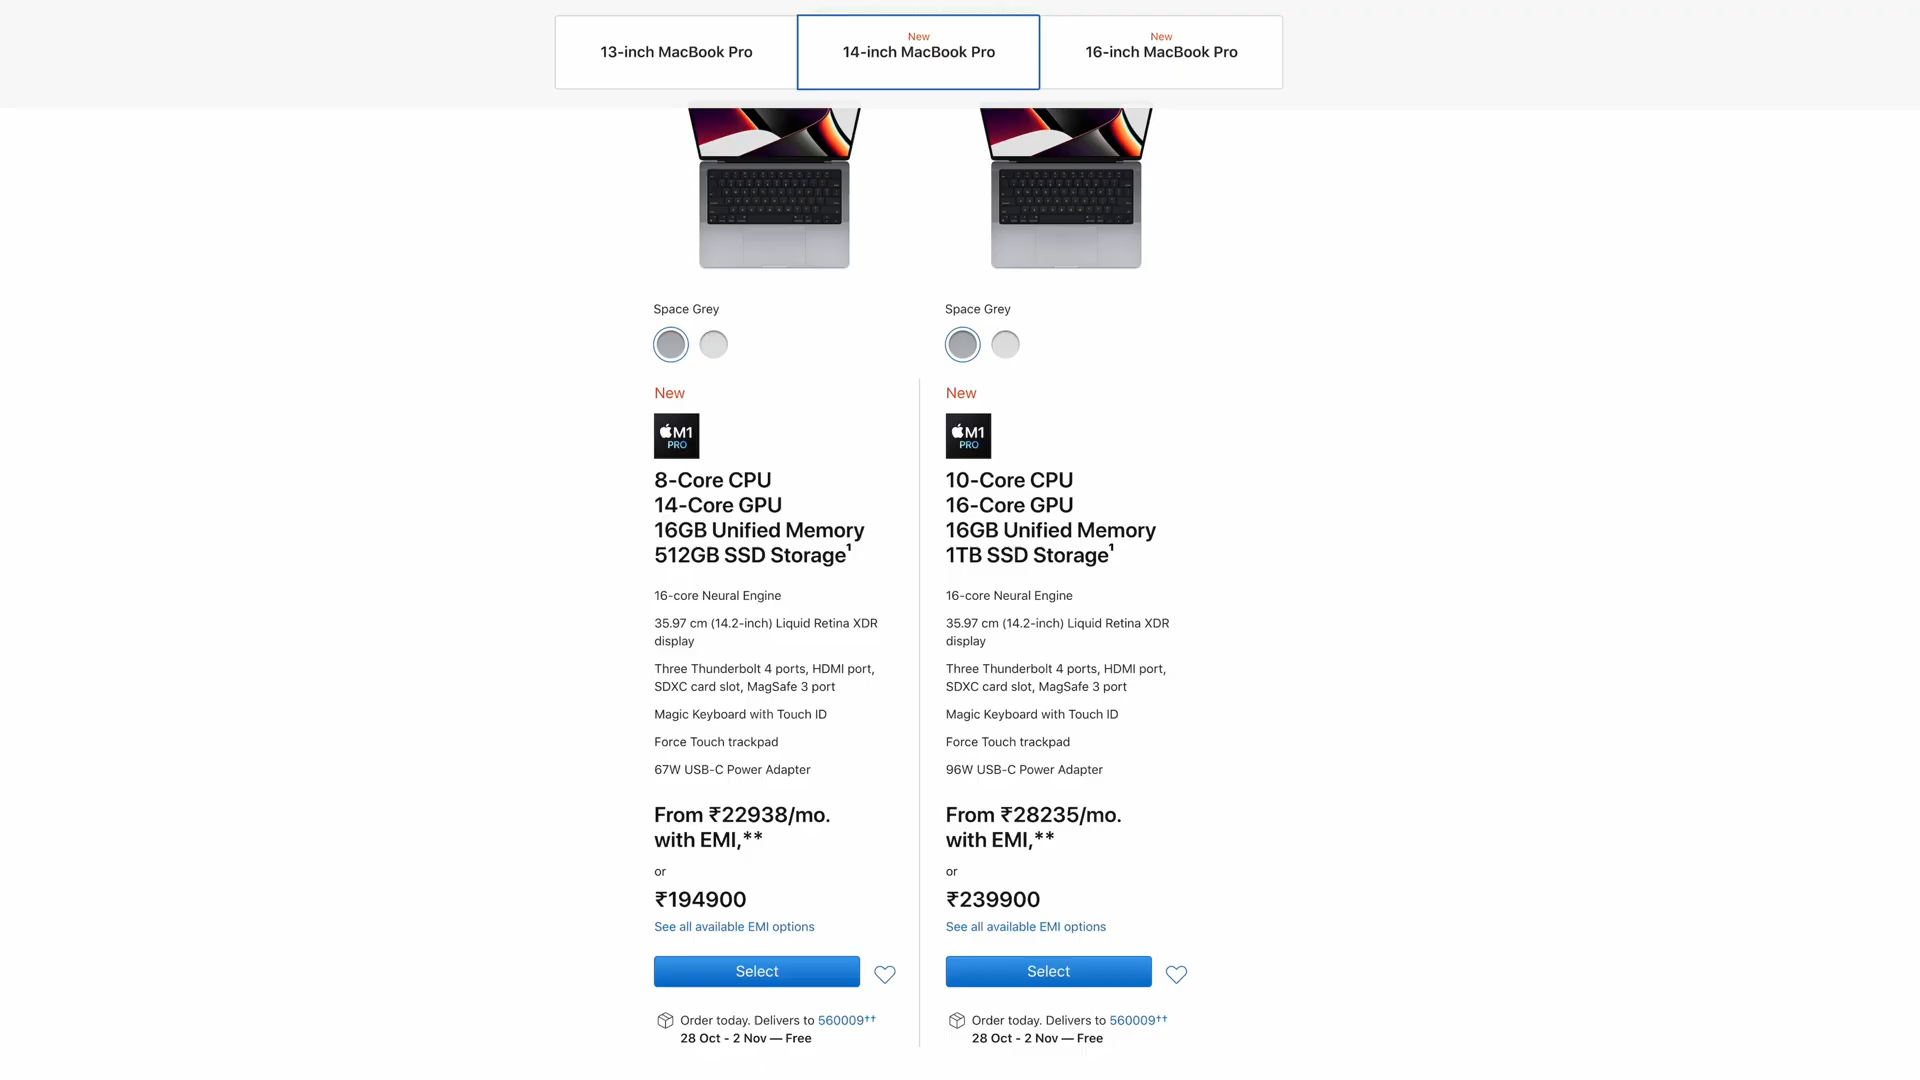 13-inch MacBook Pro
New
14-inch MacBook Pro
New
16-inch MacBook Pro
Space Grey
New
M1
PRO
8-Core CPU
14-Core GPU
16GB Unified Memory
512GB SSD Storage¹
16-core Neural Engine
35.97 cm (14.2-inch) Liquid Retina XDR
display
Three Thunderbolt 4 ports, HDMI port,
SDXC card slot, MagSafe 3 port
Magic Keyboard with Touch ID
Force Touch trackpad
67W USB-C Power Adapter
From ₹22938/mo.
with EMI,**
or
₹194900
See all available EMI options
Select
Order today. Delivers to 560009††
28 Oct - 2 Nov — Free
Space Grey
New
M1
PRO
10-Core CPU
16-Core GPU
16GB Unified Memory
1TB SSD Storage¹
16-core Neural Engine
35.97 cm (14.2-inch) Liquid Retina XDR
display
Three Thunderbolt 4 ports, HDMI port,
SDXC card slot, MagSafe 3 port
Magic Keyboard with Touch ID
Force Touch trackpad
96W USB-C Power Adapter
From ₹28235/mo.
with EMI,**
or
₹239900
See all available EMI options
Select
Order today. Delivers to 560009††
28 Oct - 2 Nov — Free